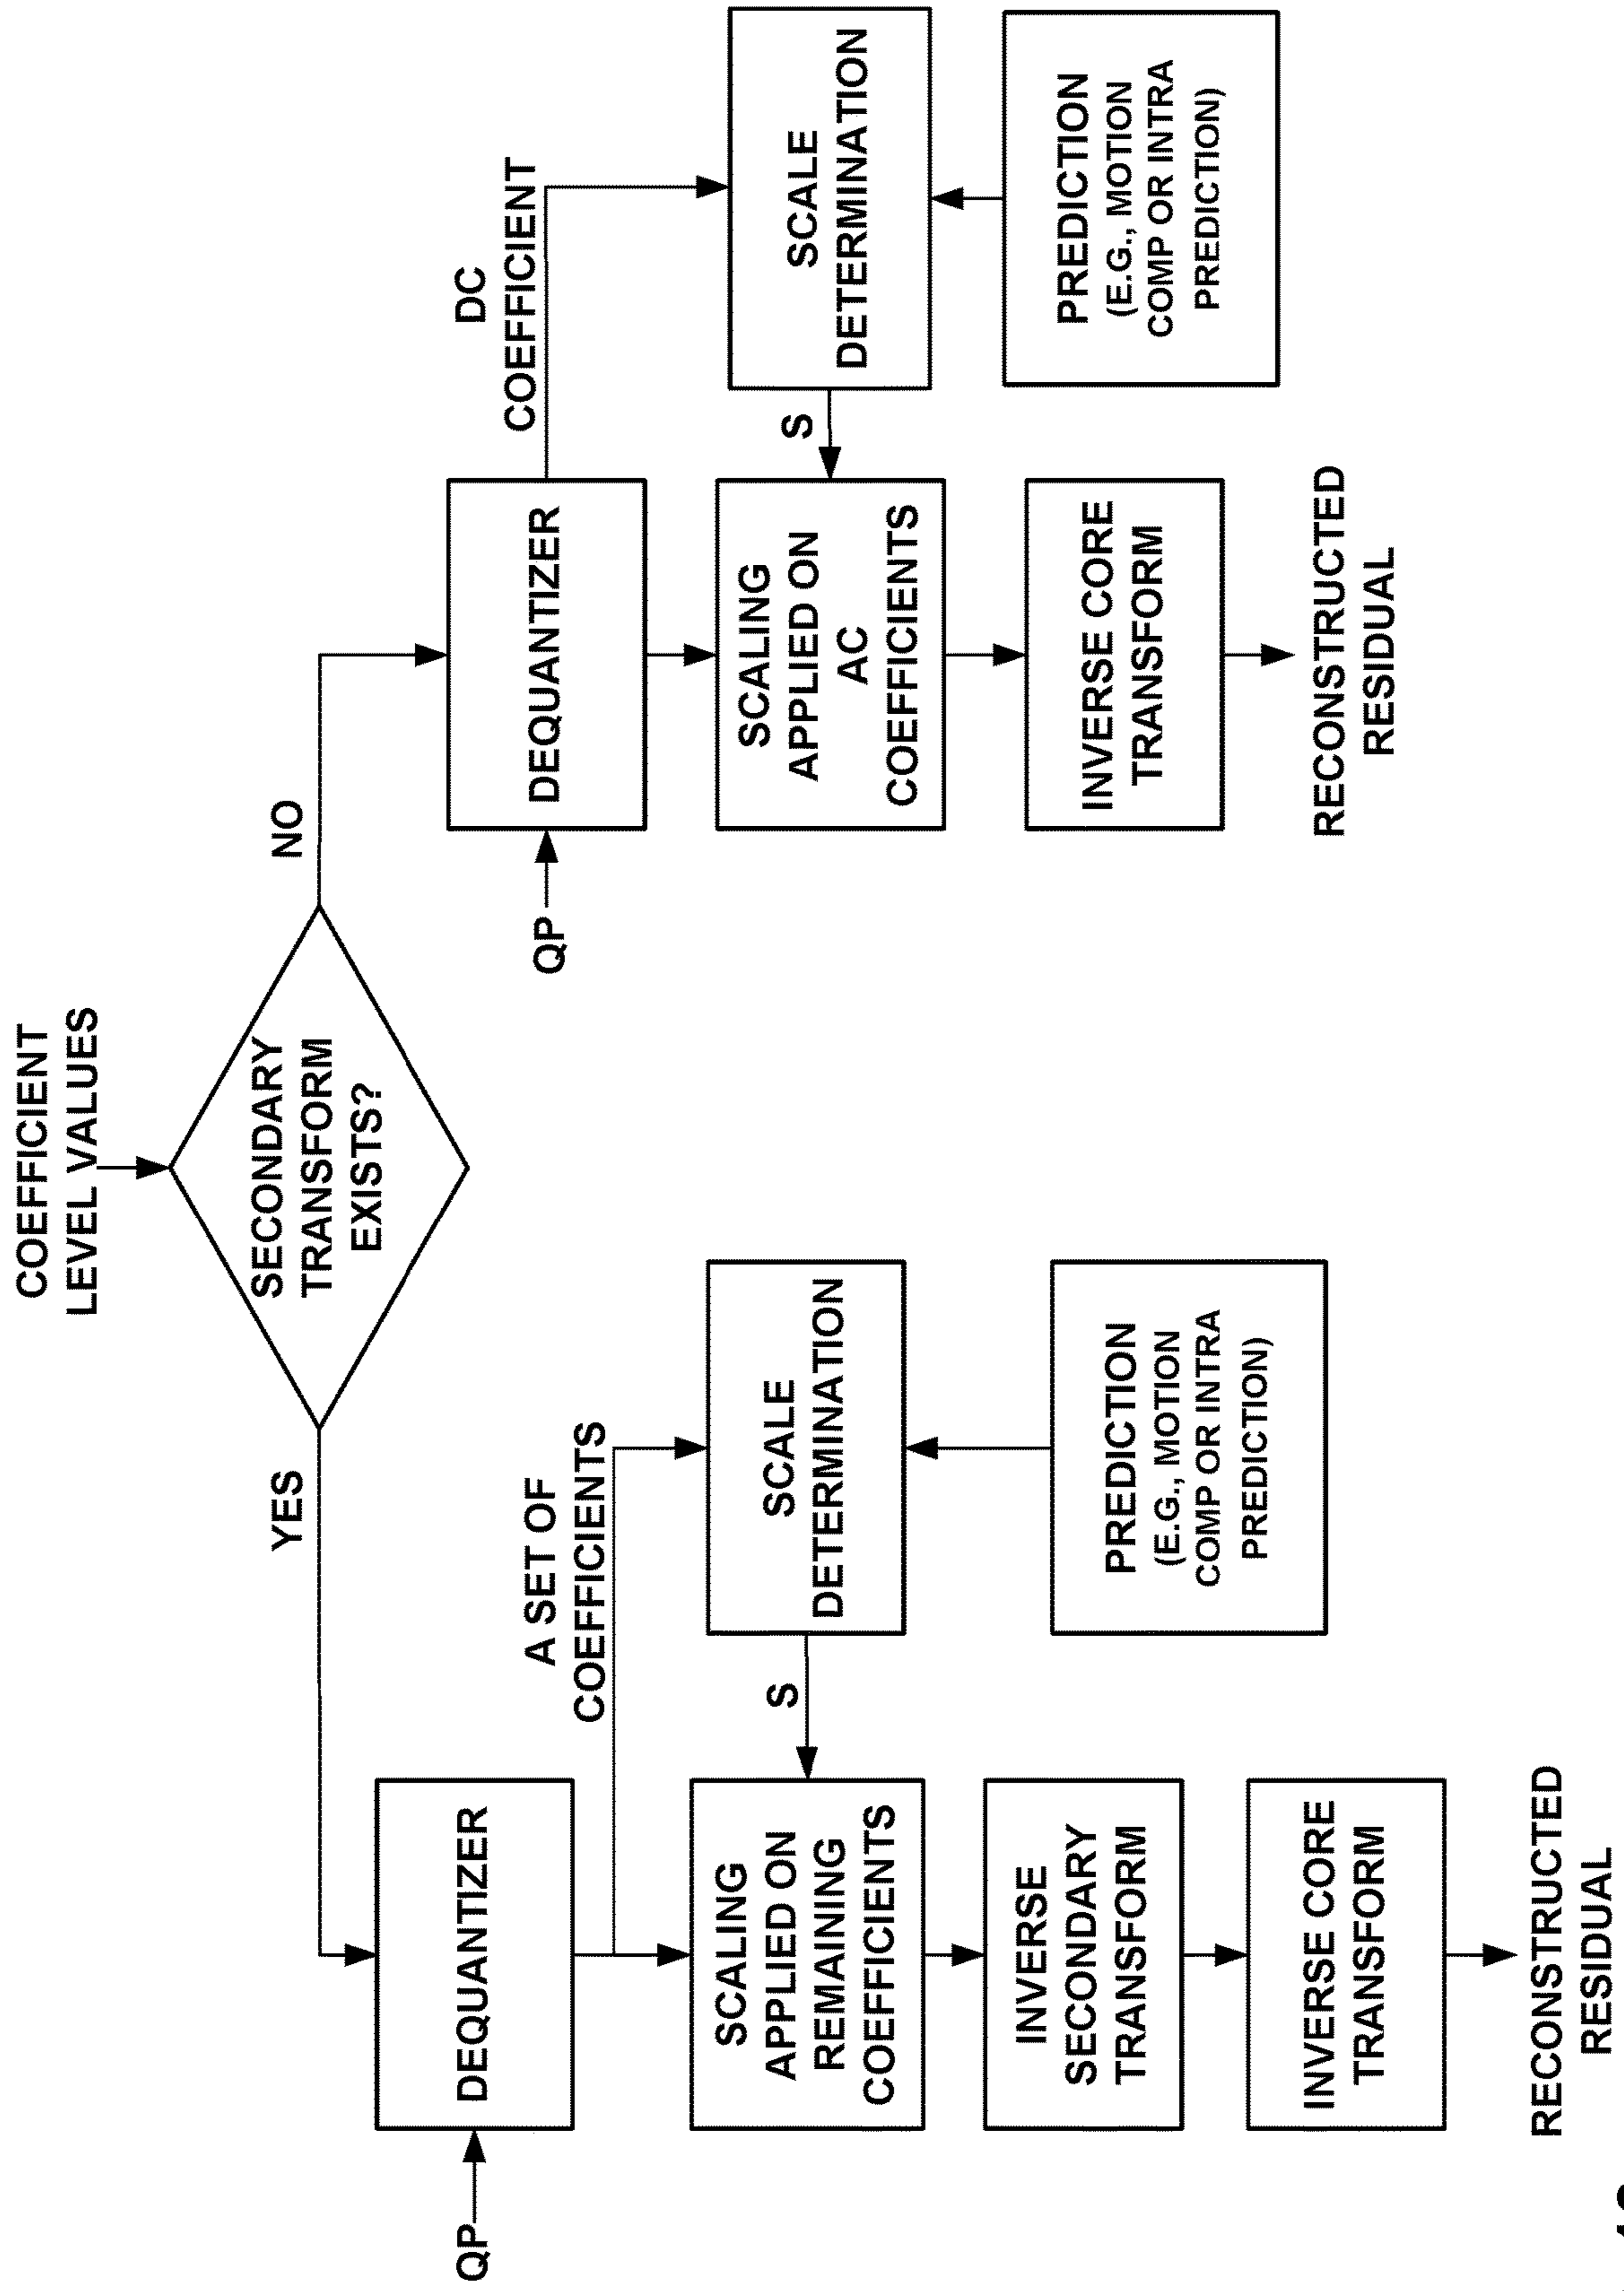 COEFFICIENT
LEVEL VALUES
SECONDARY
TRANSFORM
EXISTS?
YES
NO
QP
DEQUANTIZER
A SET OF
COEFFICIENTS
SCALING
APPLIED ON
REMAINING
COEFFICIENTS
S
SCALE
DETERMINATION
PREDICTION
(E.G., MOTION
COMP OR INTRA
PREDICTION)
INVERSE
SECONDARY
TRANSFORM
INVERSE CORE
TRANSFORM
RECONSTRUCTED
RESIDUAL
QP
DEQUANTIZER
DC
COEFFICIENT
SCALING
APPLIED ON
AC
COEFFICIENTS
S
SCALE
DETERMINATION
PREDICTION
(E.G., MOTION
COMP OR INTRA
PREDICTION)
INVERSE CORE
TRANSFORM
RECONSTRUCTED
RESIDUAL